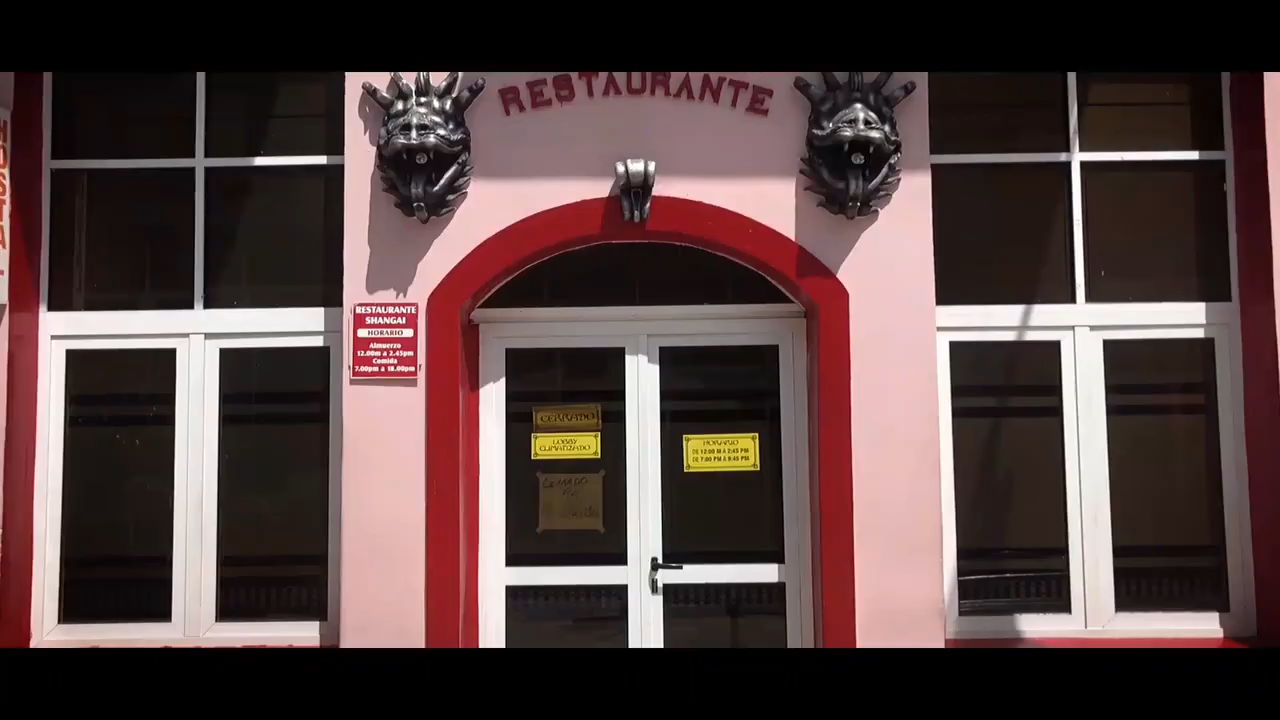 RESTAURANTE
RESTAURANTE
SHANGAI
HORARIO
Almuerzo
12.00m a 2.45pm
Comida
7.00pm a 18.00pm
CERRADO
LOBBY
CLIMATIZADO
CERRADO
HORARIO
DE 12:00 M A 2:45 PM
DE 7:00 PM A 9:45 PM